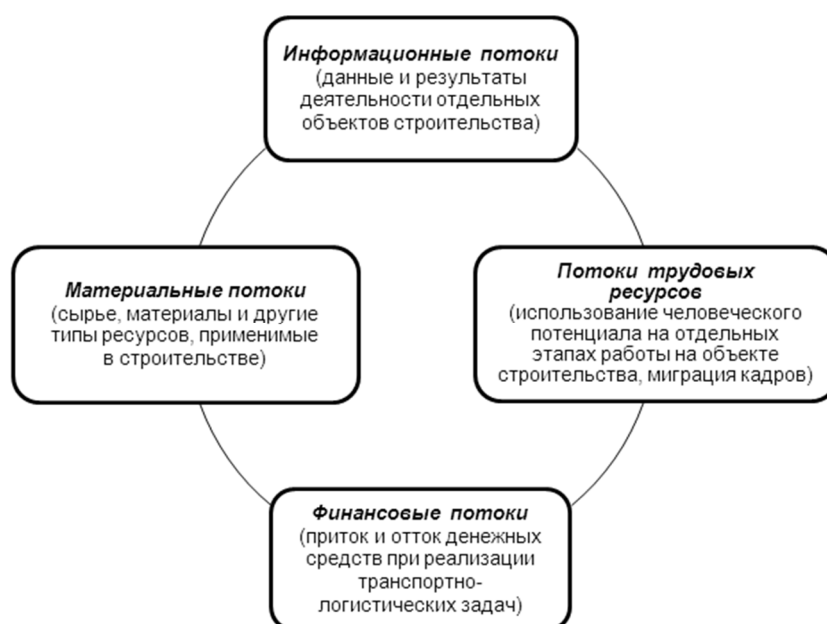 Информационные потоки
(данные и результаты
деятельности отдельных
объектов строительства)
Материальные потоки
(сырье, материалы и другие
типы ресурсов, применимые
в строительстве)
Потоки трудовых
ресурсов
(использование человеческого
потенциала на отдельных
этапах работы на объекте
строительства, миграция кадров)
Финансовые потоки
(приток и отток денежных
средств при реализации
транспортно-
логистических задач)